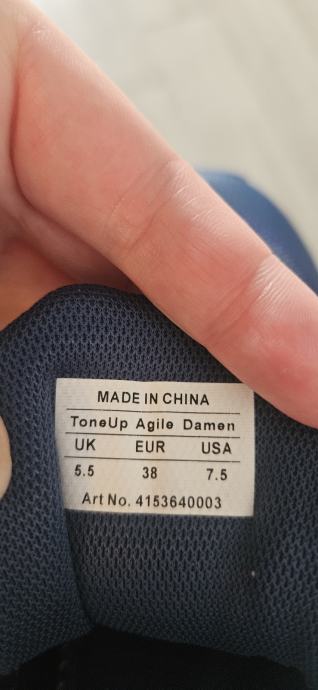 MADE IN CHINA
ToneUp Agile Damen
UK EUR USA
5.5 38 7.5
Art No. 4153640003